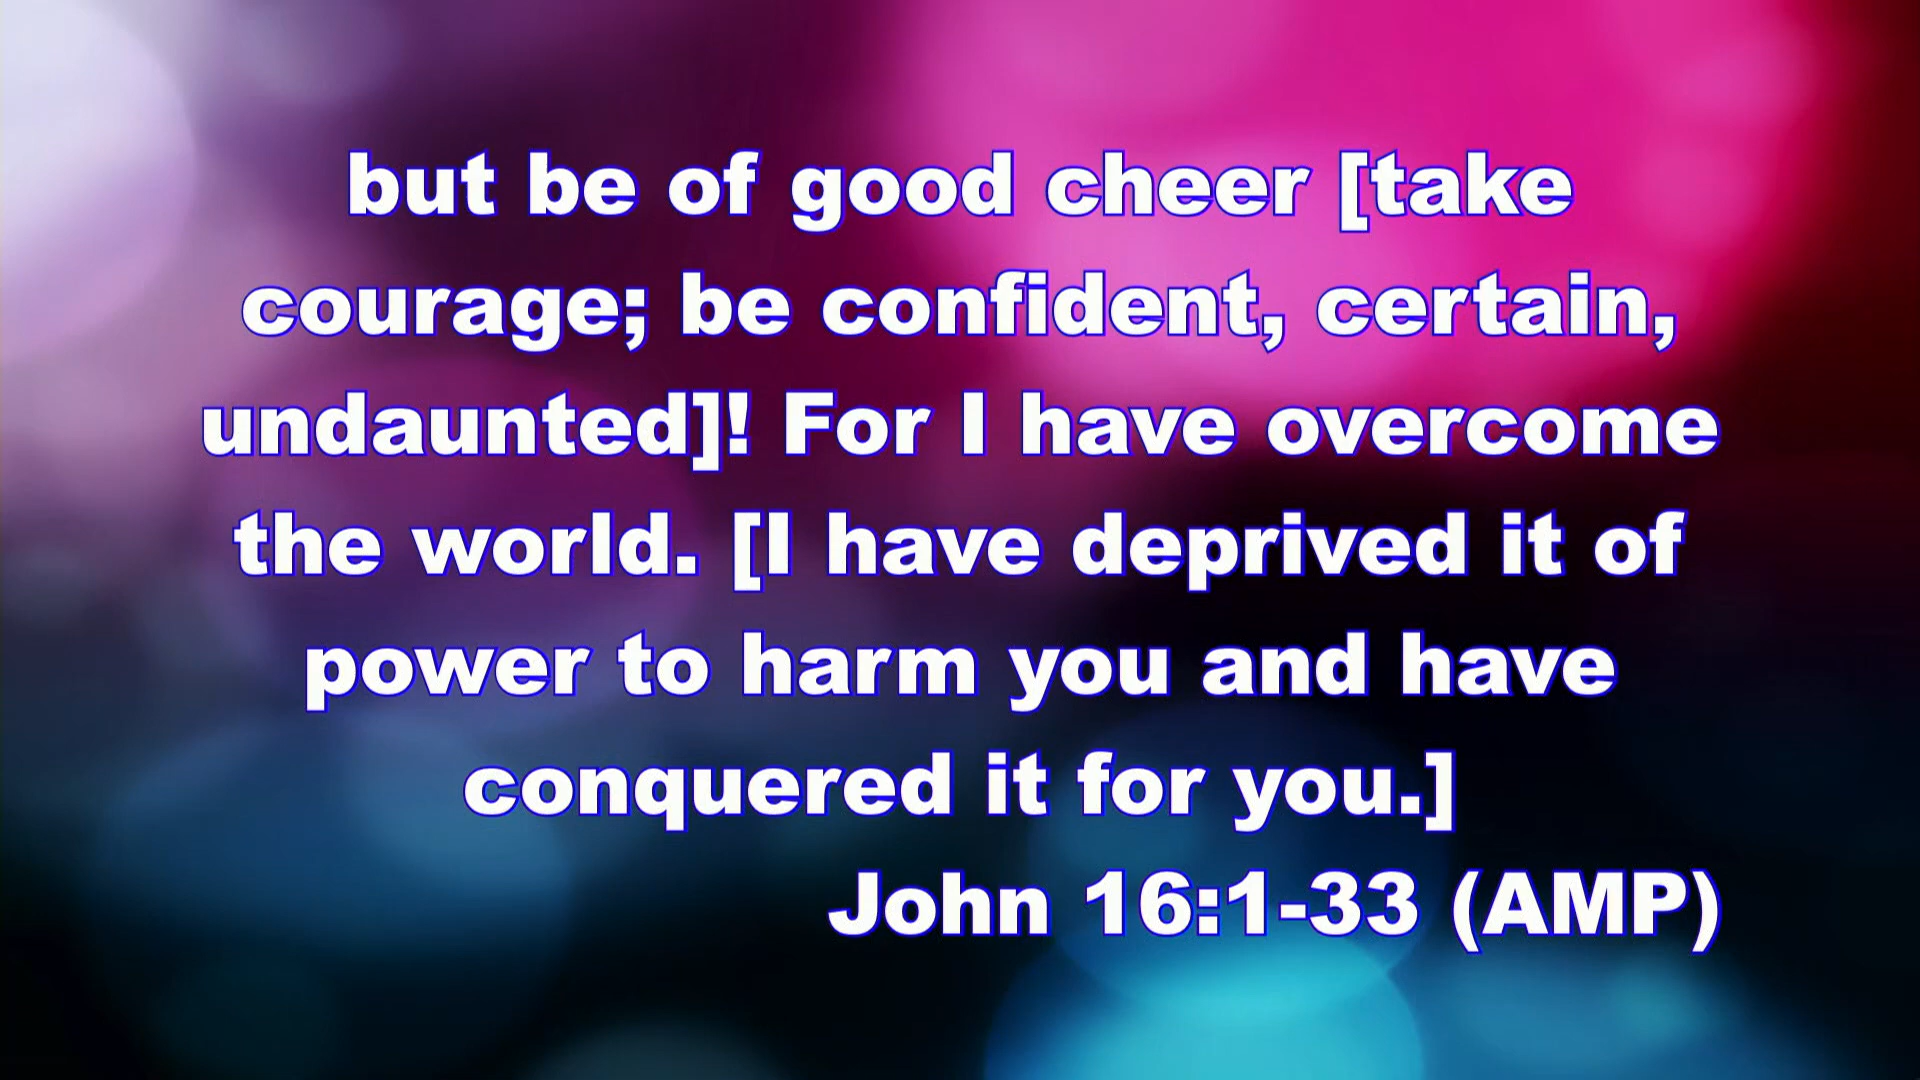 but be of good cheer [take
courage; be confident, certain,
undaunted]! For I have overcome
the world. [I have deprived it of
power to harm you and have
conquered it for you.]
John 16:1-33 (AMP)